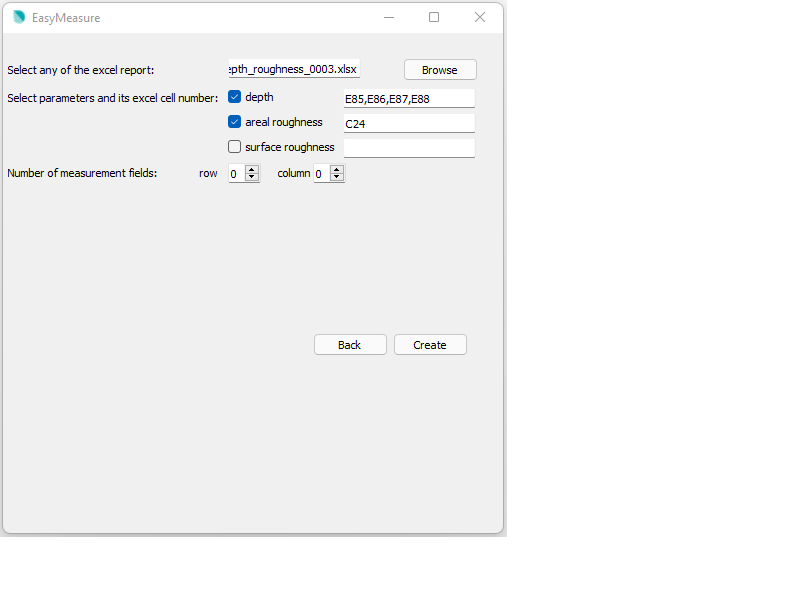 EasyMeasure
Select any of the excel report: epth_roughness_0003.xlsx Browse
Select parameters and its excel cell number: depth E85,E86,E87,E88
areal roughness C24
surface roughness
Number of measurement fields: row 0 column 0
Back Create